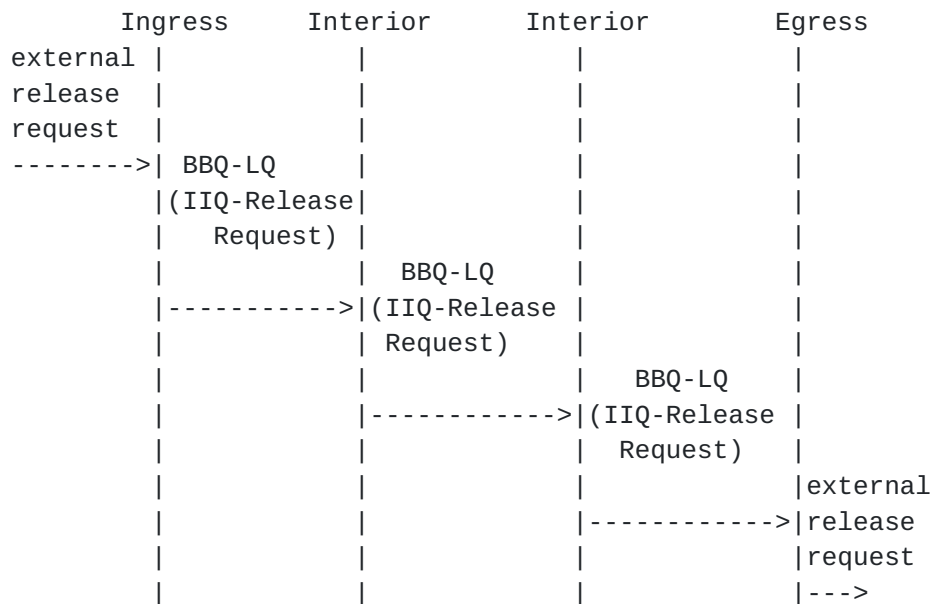 Ingress     Interior      Interior        Egress
external |            |             |             |
release  |            |             |             |
request  |            |             |             |
-------->| BBQ-LQ     |             |             |
         |(IIQ-Release|             |             |
         |   Request) |             |             |
         |            |  BBQ-LQ     |             |
         |----------->|(IIQ-Release |             |
         |            | Request)    |             |
         |            |             |   BBQ-LQ    |
         |            |------------>|(IIQ-Release |
         |            |             |  Request)   |
         |            |             |             |external
         |            |             |------------>|release
         |            |             |             |request
         |            |             |             |--->